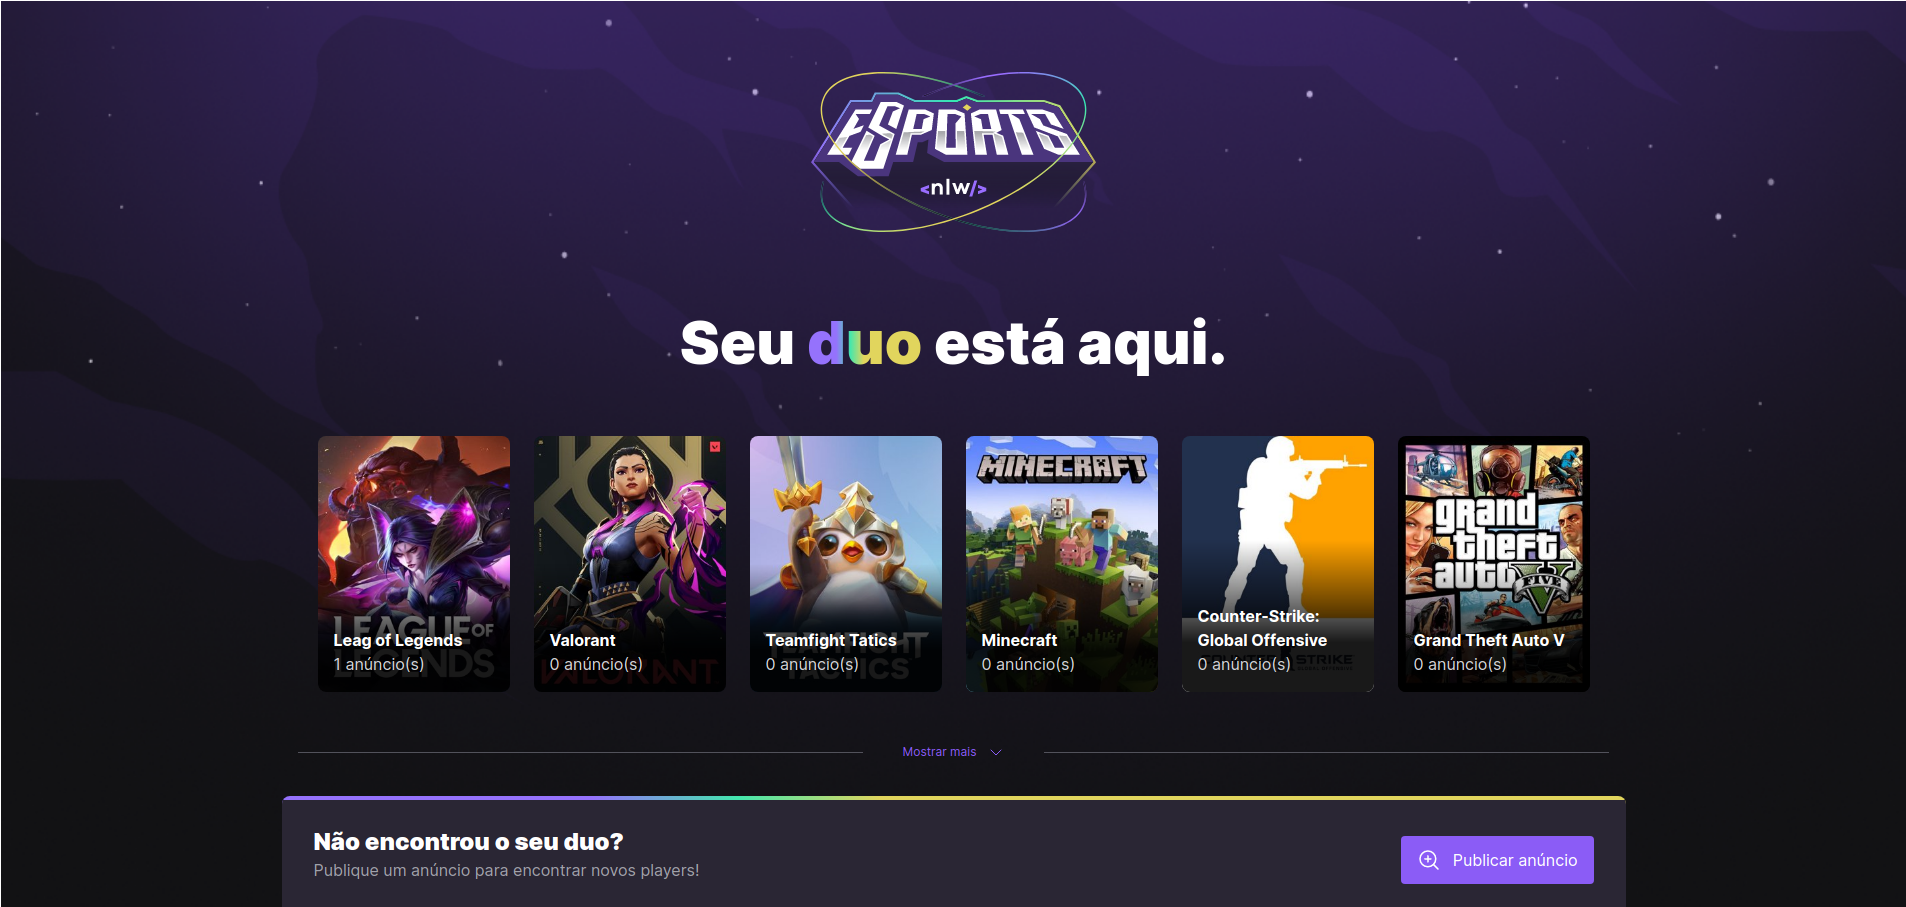 ESPORTS
<nlw/>
Seu duo está aqui.
LEAGUE OF
LEGENDS
Leag of Legends
1 anúncio(s)
VALORANT
Valorant
0 anúncio(s)
TEAMFIGHT
TACTICS
Teamfight Tatics
0 anúncio(s)
MINECRAFT
Minecraft
0 anúncio(s)
Counter-Strike:
Global Offensive
0 anúncio(s)
COUNTER STRIKE
grand
theft
auto
FIVE
Grand Theft Auto V
0 anúncio(s)
Mostrar mais
Não encontrou o seu duo?
Publique um anúncio para encontrar novos players!
Publicar anúncio